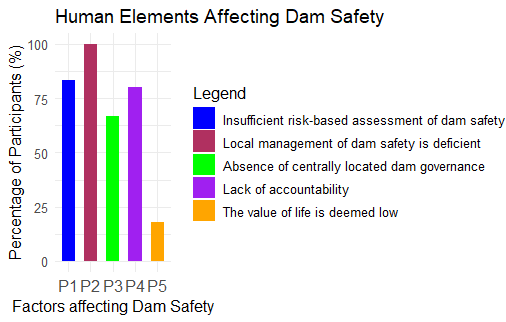 Human Elements Affecting Dam Safety
Percentage of Participants (%)
100
75
50
25
0
P1 P2 P3 P4 P5
Factors affecting Dam Safety
Legend
Insufficient risk-based assessment of dam safety
Local management of dam safety is deficient
Absence of centrally located dam governance
Lack of accountability
The value of life is deemed low